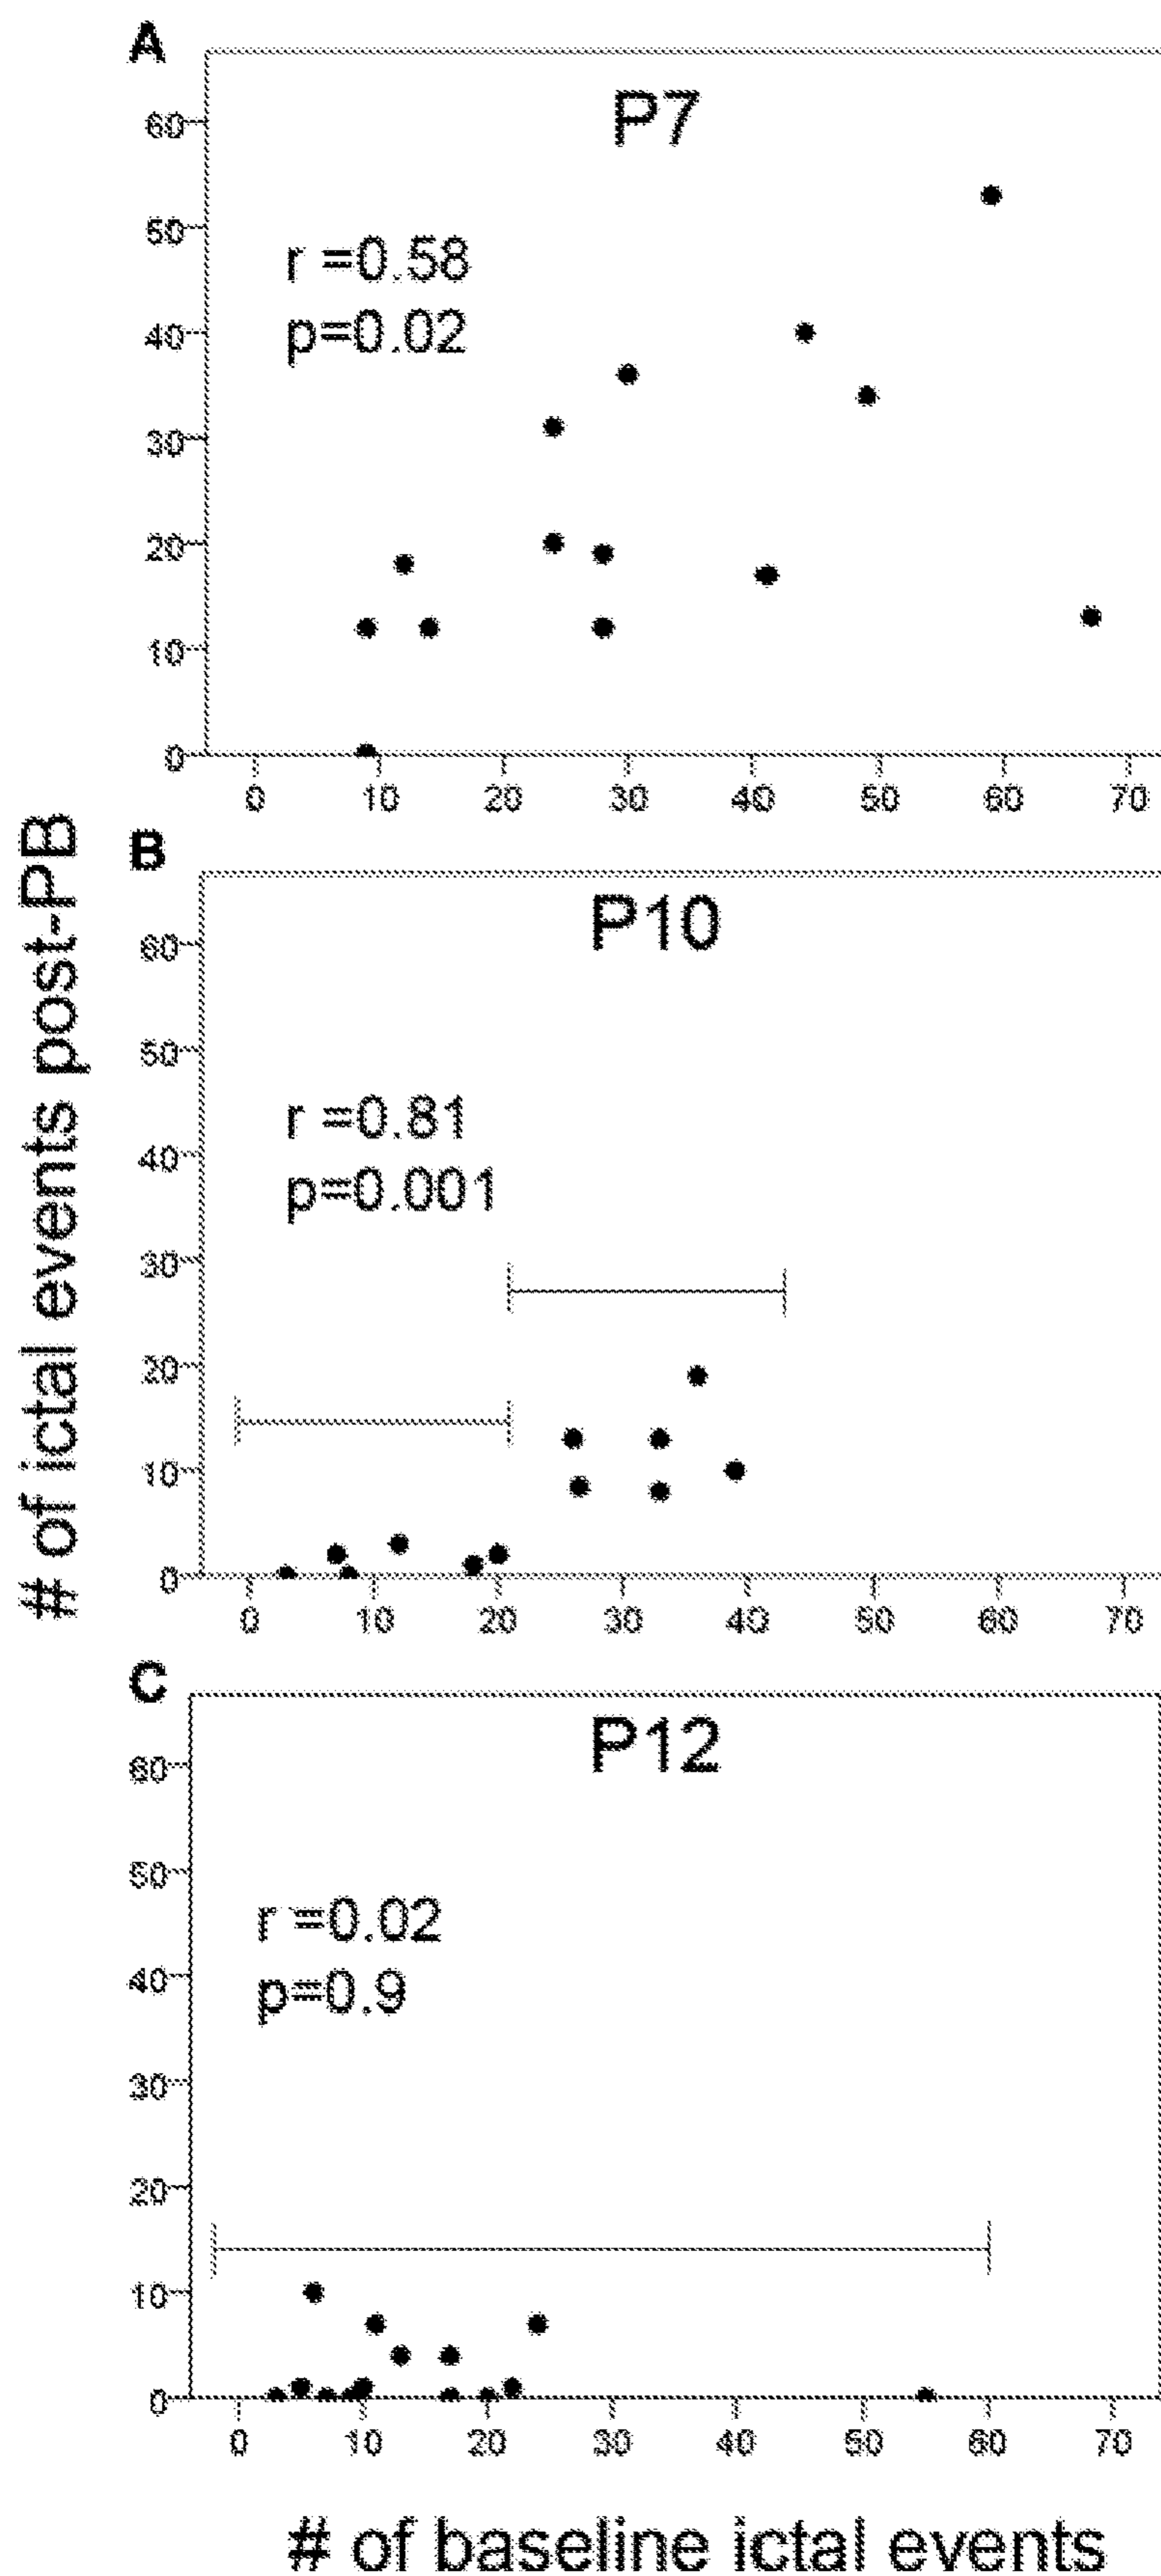 A
P7
r =0.58
p=0.02
60
50
40
30
20
10
0
0 10 20 30 40 50 60 70
B
P10
r =0.81
p=0.001
60
50
40
30
20
10
0
0 10 20 30 40 50 60 70
C
P12
r =0.02
p=0.9
60
50
40
30
20
10
0
0 10 20 30 40 50 60 70
# of ictal events post-PB
# of baseline ictal events